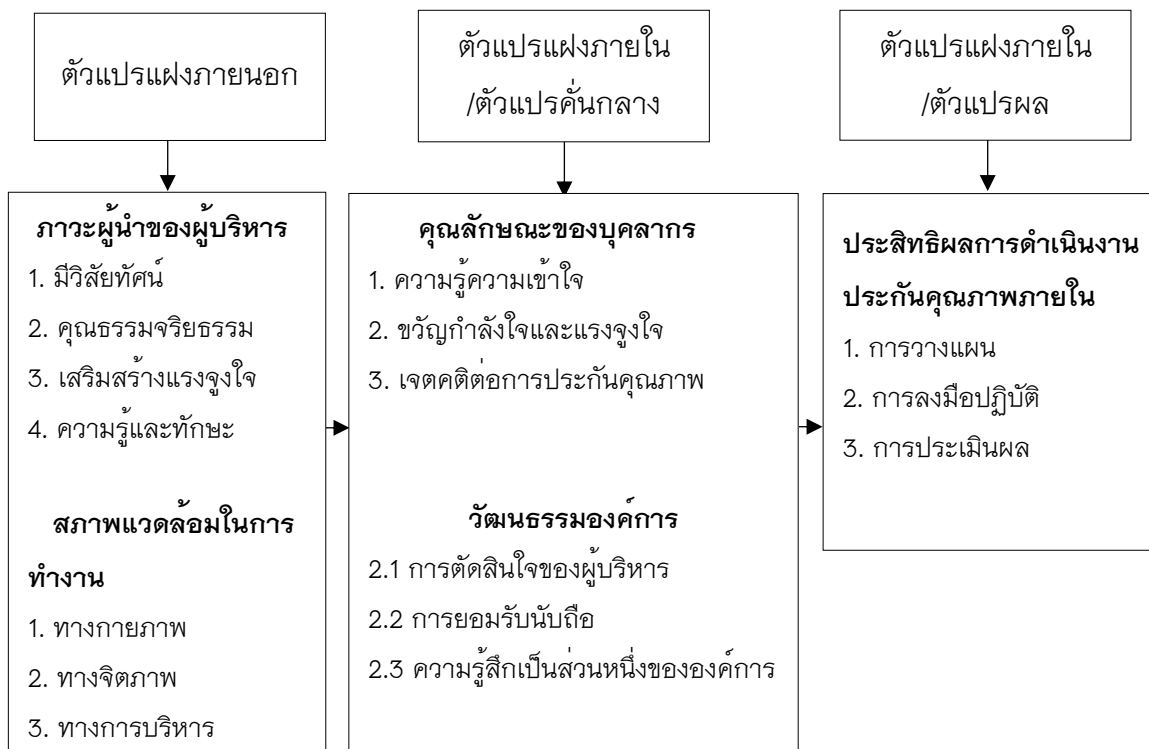 ตัวแปรแฝงภายนอก
ตัวแปรแฝงภายใน
/ตัวแปรคั่นกลาง
ตัวแปรแฝงภายใน
/ตัวแปรผล
ภาวะผู้นำของผู้บริหาร
1. มีวิสัยทัศน์
2. คุณธรรมจริยธรรม
3. เสริมสร้างแรงจูงใจ
4. ความรู้และทักษะ
สภาพแวดล้อมในการ
ทำงาน
1. ทางกายภาพ
2. ทางจิตภาพ
3. ทางการบริหาร
คุณลักษณะของบุคลากร
1. ความรู้ความเข้าใจ
2. ขวัญกำลังใจและแรงจูงใจ
3. เจตคติต่อการประกันคุณภาพ
วัฒนธรรมองค์การ
2.1 การตัดสินใจของผู้บริหาร
2.2 การยอมรับนับถือ
2.3 ความรู้สึกเป็นส่วนหนึ่งขององค์การ
ประสิทธิผลการดำเนินงาน
ประกันคุณภาพภายใน
1. การวางแผน
2. การลงมือปฏิบัติ
3. การประเมินผล